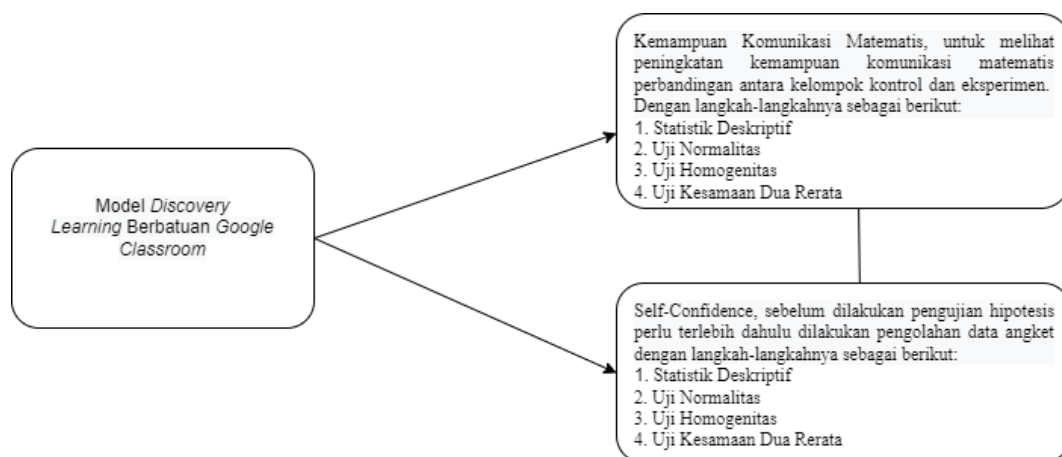 Model Discovery
Learning Berbatuan Google
Classroom
Kemampuan Komunikasi Matematis, untuk melihat
peningkatan kemampuan komunikasi matematis
perbandingan antara kelompok kontrol dan eksperimen.
Dengan langkah-langkahnya sebagai berikut:
1. Statistik Deskriptif
2. Uji Normalitas
3. Uji Homogenitas
4. Uji Kesamaan Dua Rerata
Self-Confidence, sebelum dilakukan pengujian hipotesis
perlu terlebih dahulu dilakukan pengolahan data angket
dengan langkah-langkahnya sebagai berikut:
1. Statistik Deskriptif
2. Uji Normalitas
3. Uji Homogenitas
4. Uji Kesamaan Dua Rerata